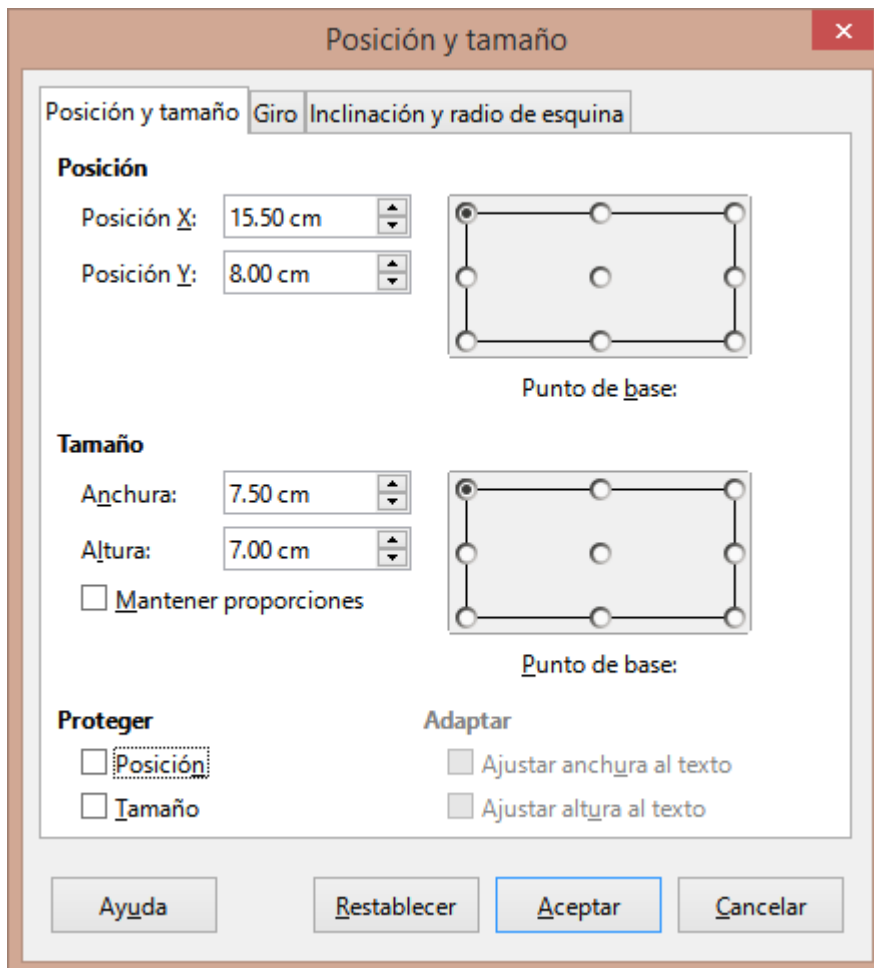 Posición y tamaño
Posición y tamaño Giro Inclinación y radio de esquina
Posición
Posición X: 15.50 cm
Posición Y: 8.00 cm
Punto de base:
Tamaño
Anchura: 7.50 cm
Altura: 7.00 cm
Mantener proporciones
Punto de base:
Proteger Adaptar
Posición Ajustar anchura al texto
Tamaño Ajustar altura al texto
Ayuda Restablecer Aceptar Cancelar